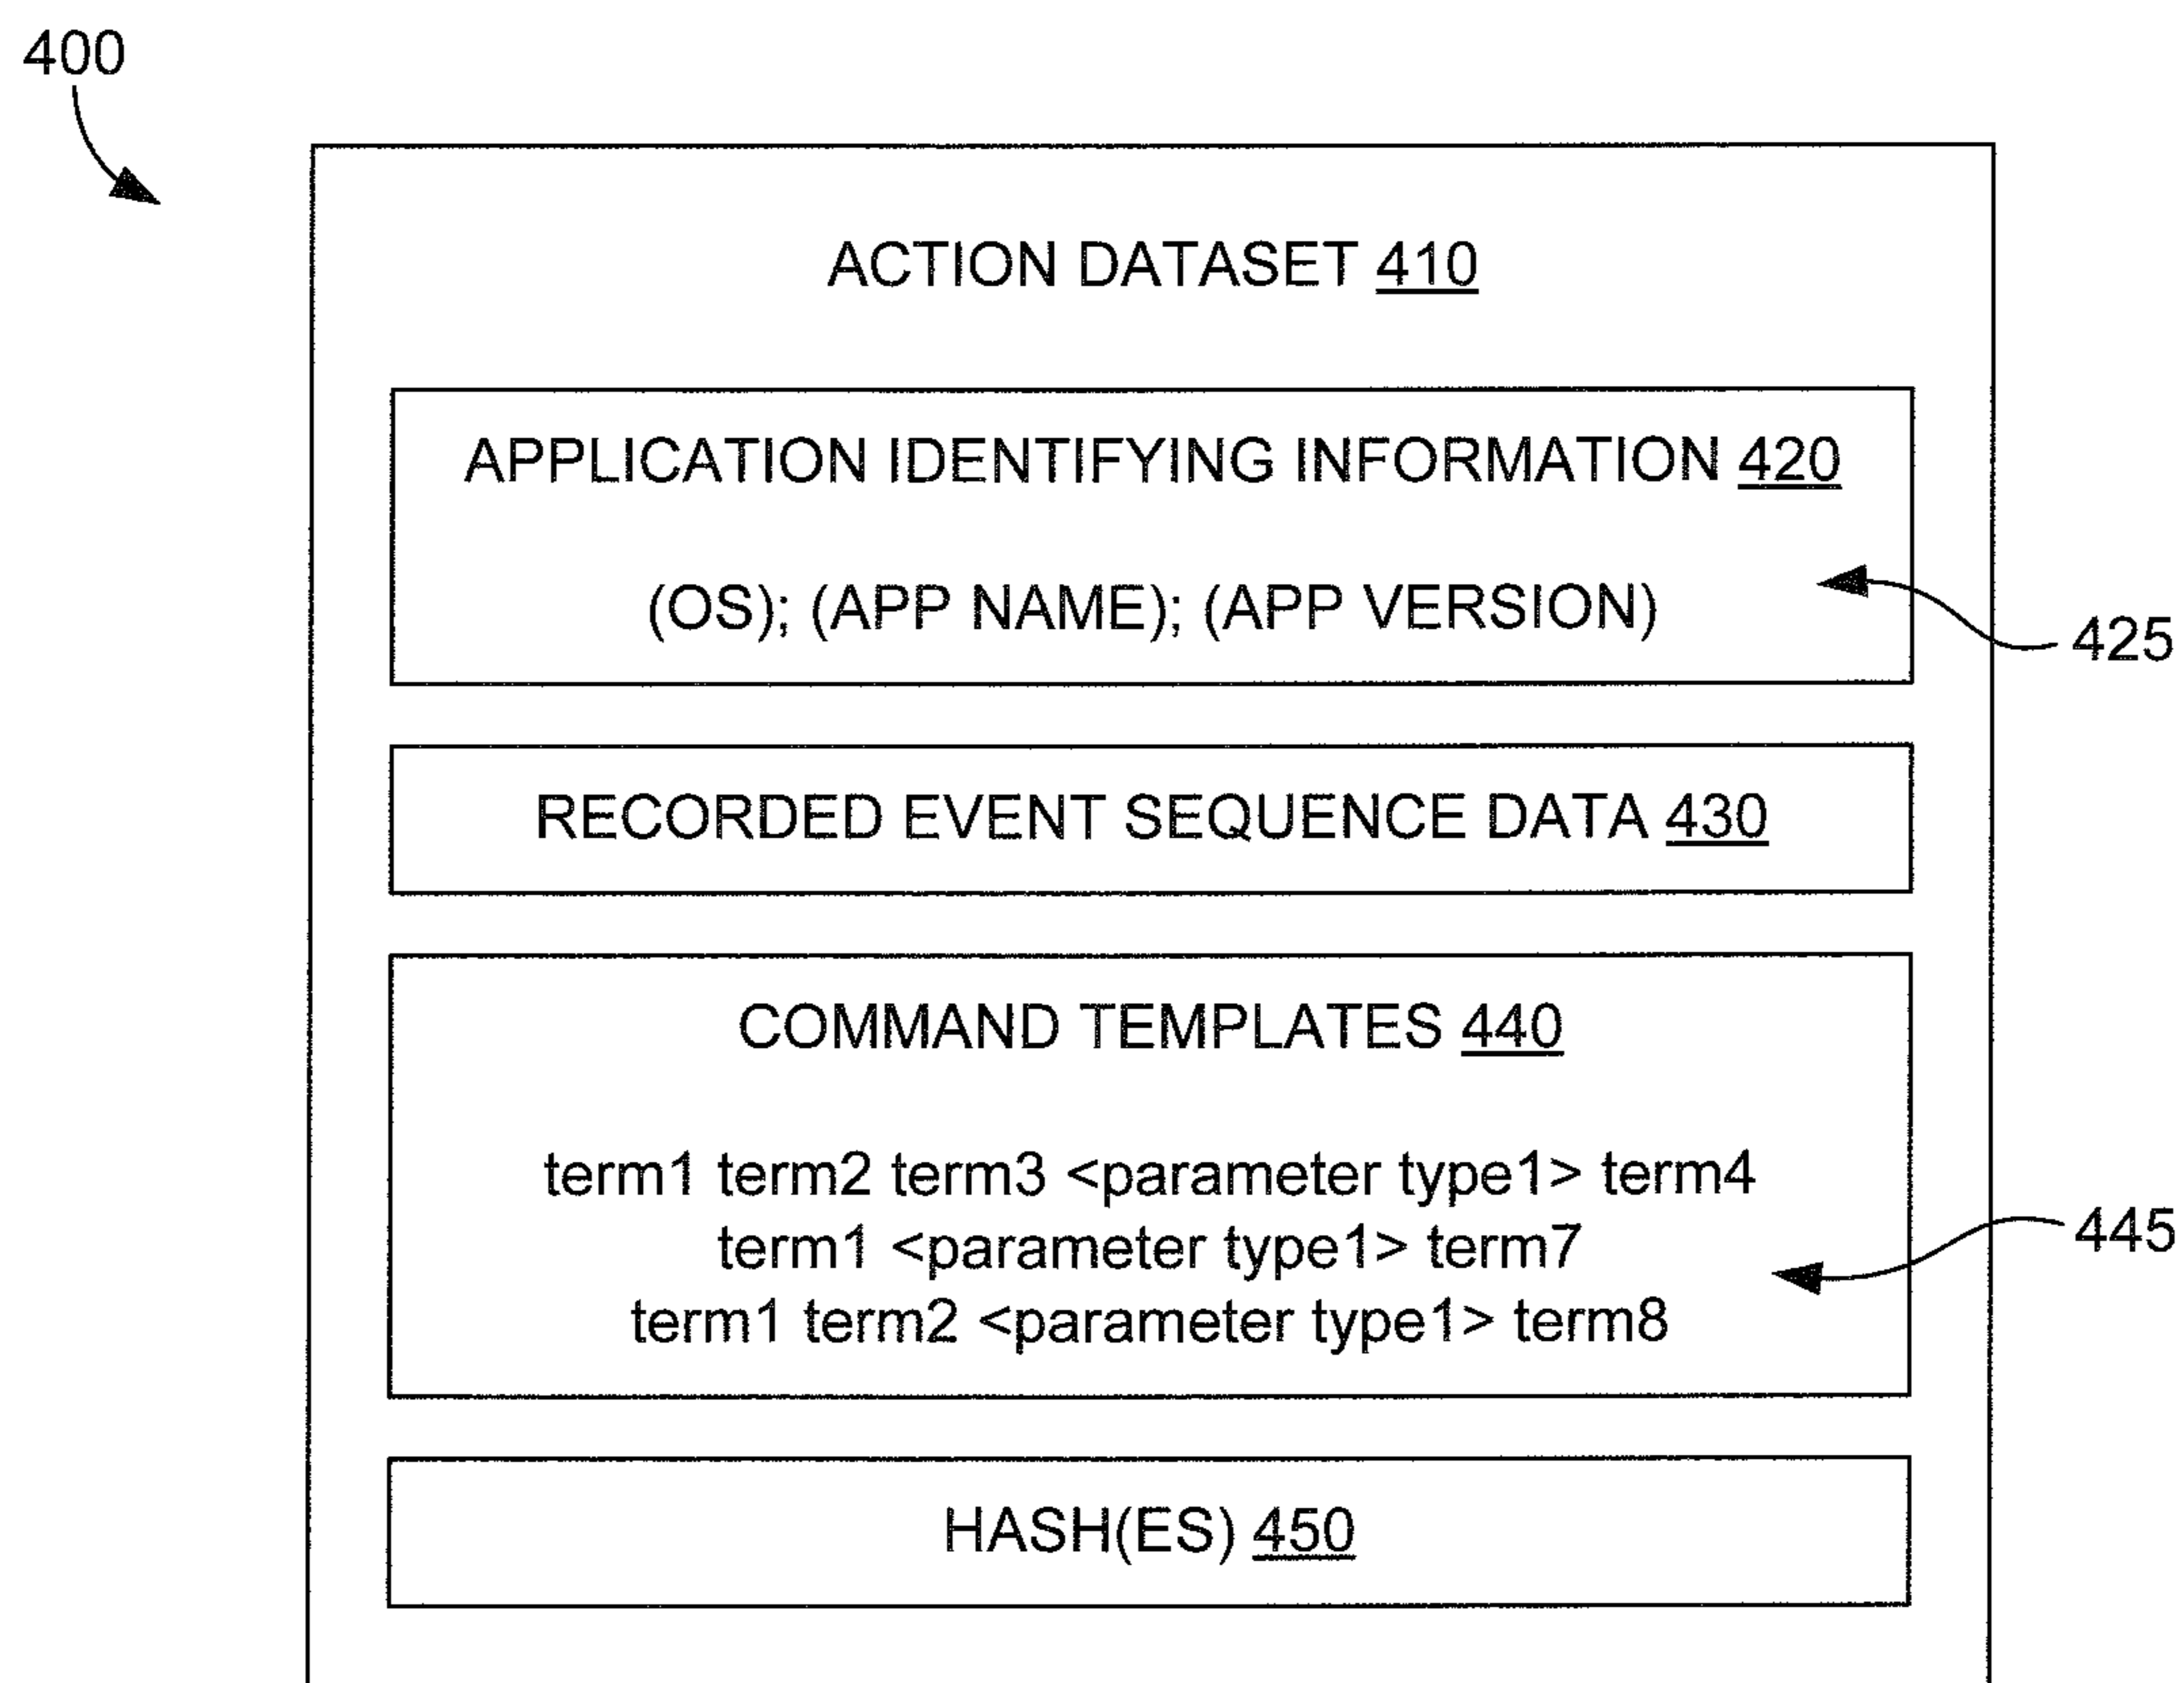 400
ACTION DATASET 410
APPLICATION IDENTIFYING INFORMATION 420
(OS); (APP NAME); (APP VERSION)
425
RECORDED EVENT SEQUENCE DATA 430
COMMAND TEMPLATES 440
term1 term2 term3 <parameter type1> term4
term1 <parameter type1> term7
445
term1 term2 <parameter type1> term8
HASH(ES) 450